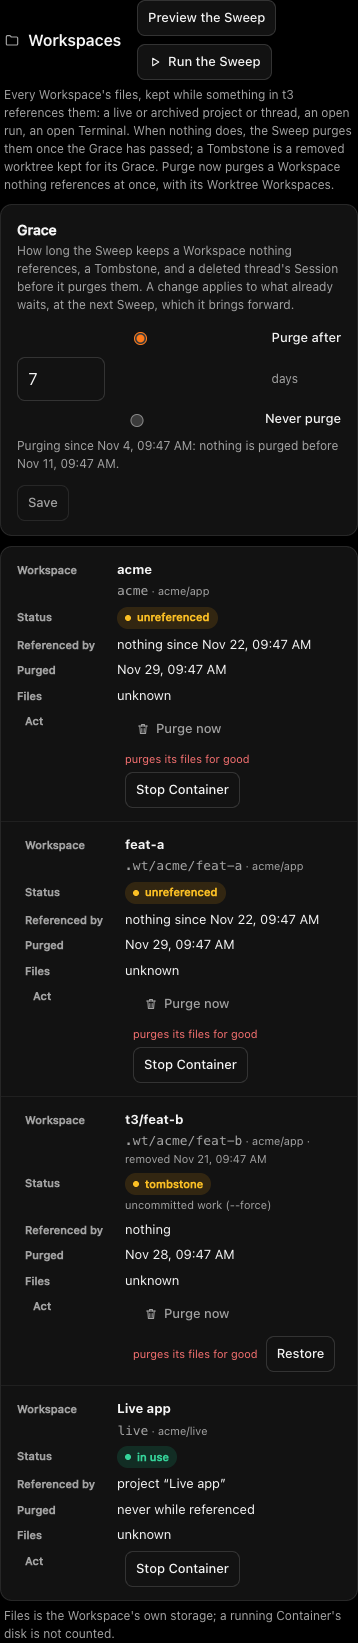 Workspaces
Preview the Sweep
Run the Sweep
Every Workspace's files, kept while something in t3
references them: a live or archived project or thread, an open
run, an open Terminal. When nothing does, the Sweep purges
them once the Grace has passed; a Tombstone is a removed
worktree kept for its Grace. Purge now purges a Workspace
nothing references at once, with its Worktree Workspaces.
Grace
How long the Sweep keeps a Workspace nothing
references, a Tombstone, and a deleted thread's Session
before it purges them. A change applies to what already
waits, at the next Sweep, which it brings forward.
Purge after
7 days
Never purge
Purging since Nov 4, 09:47 AM: nothing is purged before
Nov 11, 09:47 AM.
Save
Workspace acme
acme · acme/app
Status unreferenced
Referenced by nothing since Nov 22, 09:47 AM
Purged Nov 29, 09:47 AM
Files unknown
Act Purge now
purges its files for good
Stop Container
Workspace feat-a
.wt/acme/feat-a · acme/app
Status unreferenced
Referenced by nothing since Nov 22, 09:47 AM
Purged Nov 29, 09:47 AM
Files unknown
Act Purge now
purges its files for good
Stop Container
Workspace t3/feat-b
.wt/acme/feat-b · acme/app ·
removed Nov 21, 09:47 AM
Status tombstone
uncommitted work (--force)
Referenced by nothing
Purged Nov 28, 09:47 AM
Files unknown
Act Purge now
purges its files for good Restore
Workspace Live app
live · acme/live
Status in use
Referenced by project “Live app”
Purged never while referenced
Files unknown
Act Stop Container
Files is the Workspace's own storage; a running Container's
disk is not counted.